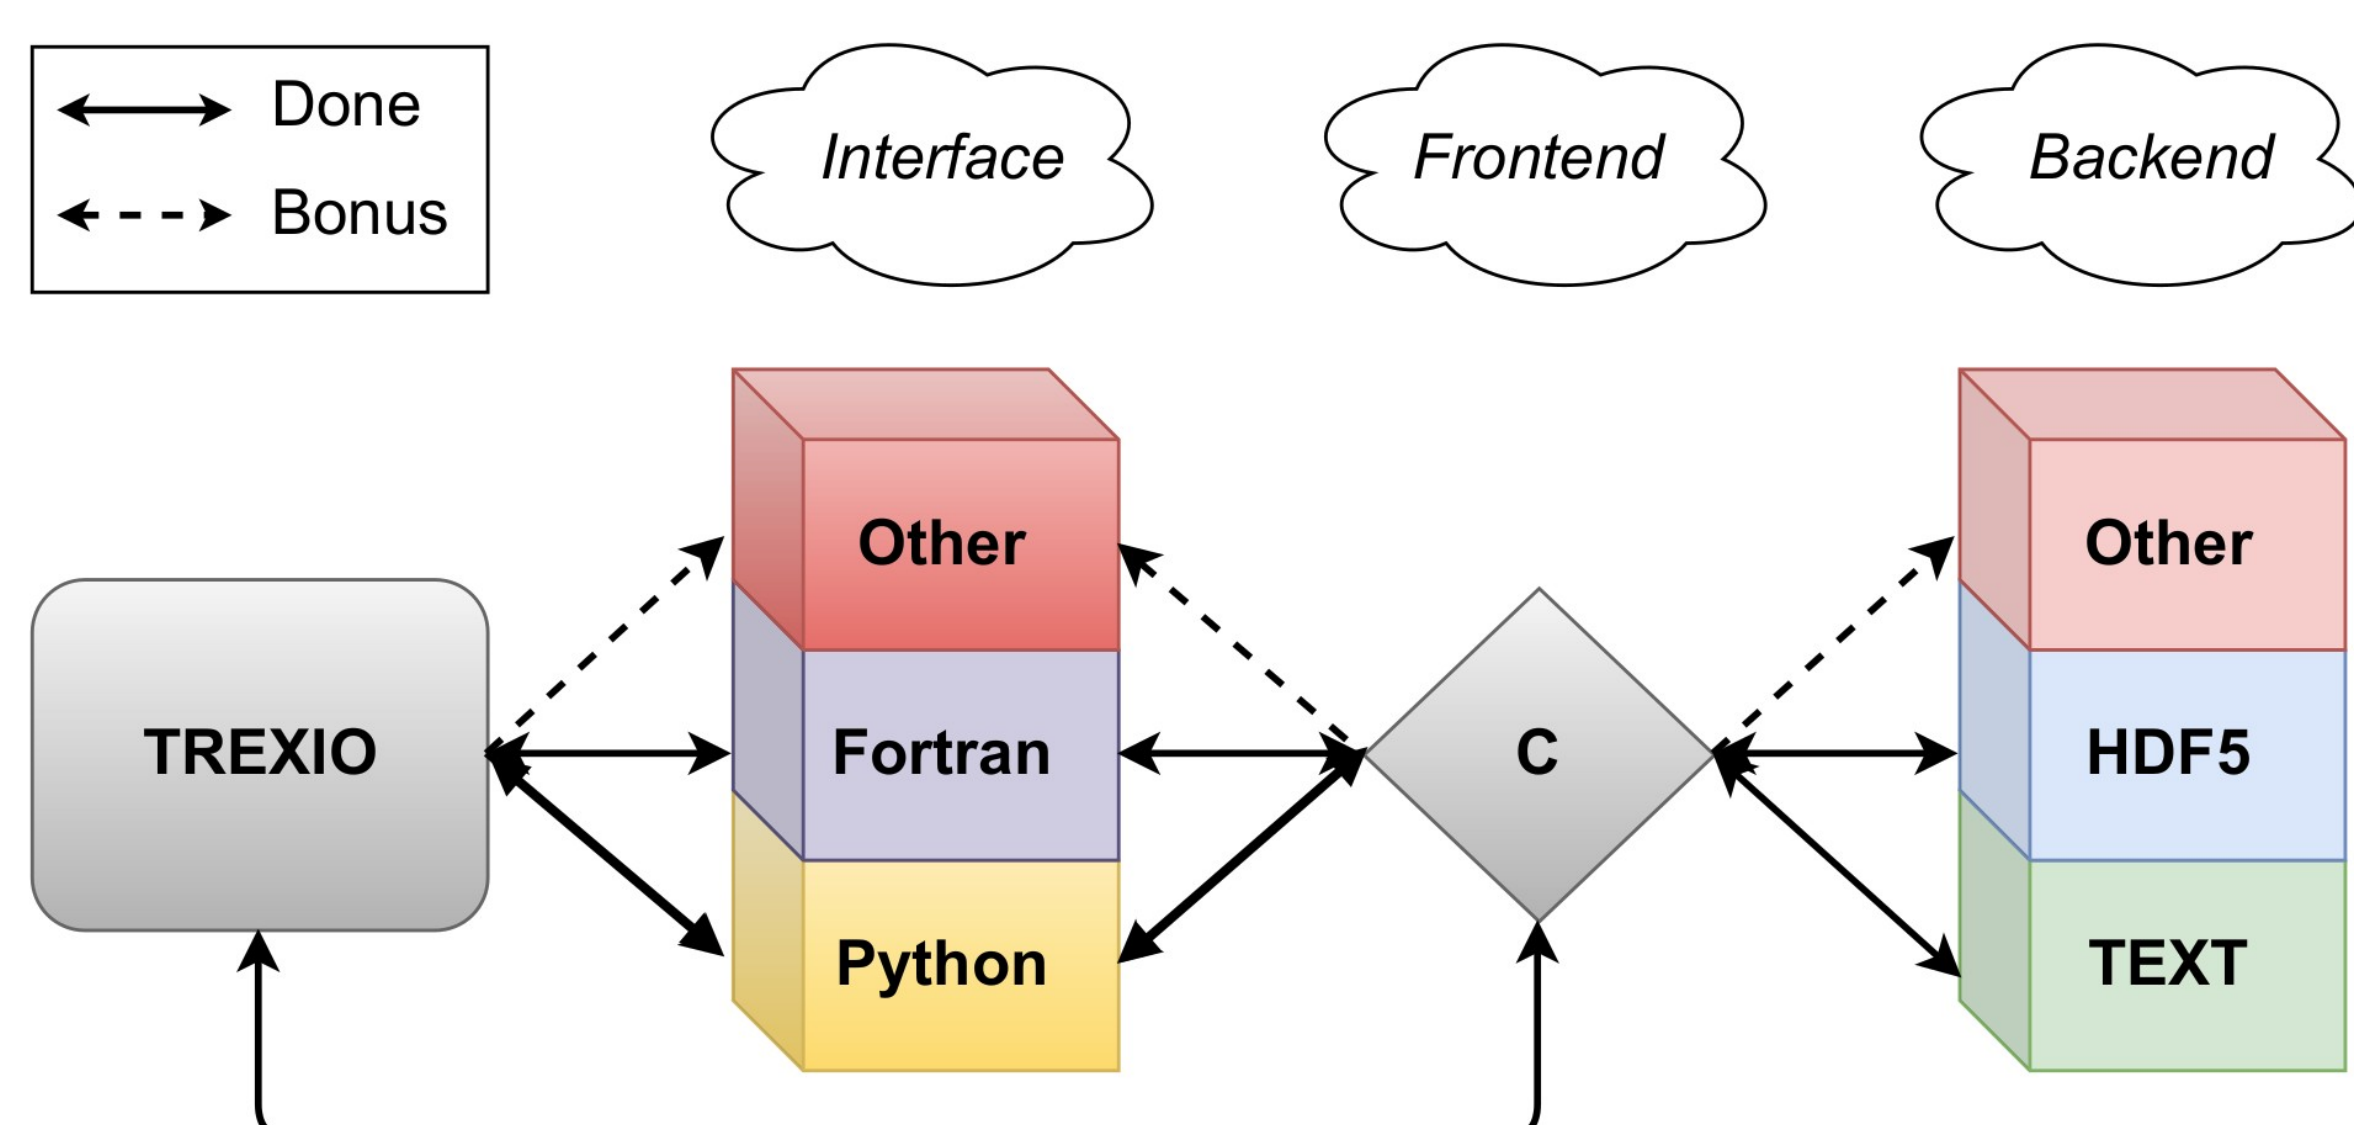 Done
Bonus
Interface
Frontend
Backend
Other
Other
TREXIO
Fortran
C
HDF5
Python
TEXT